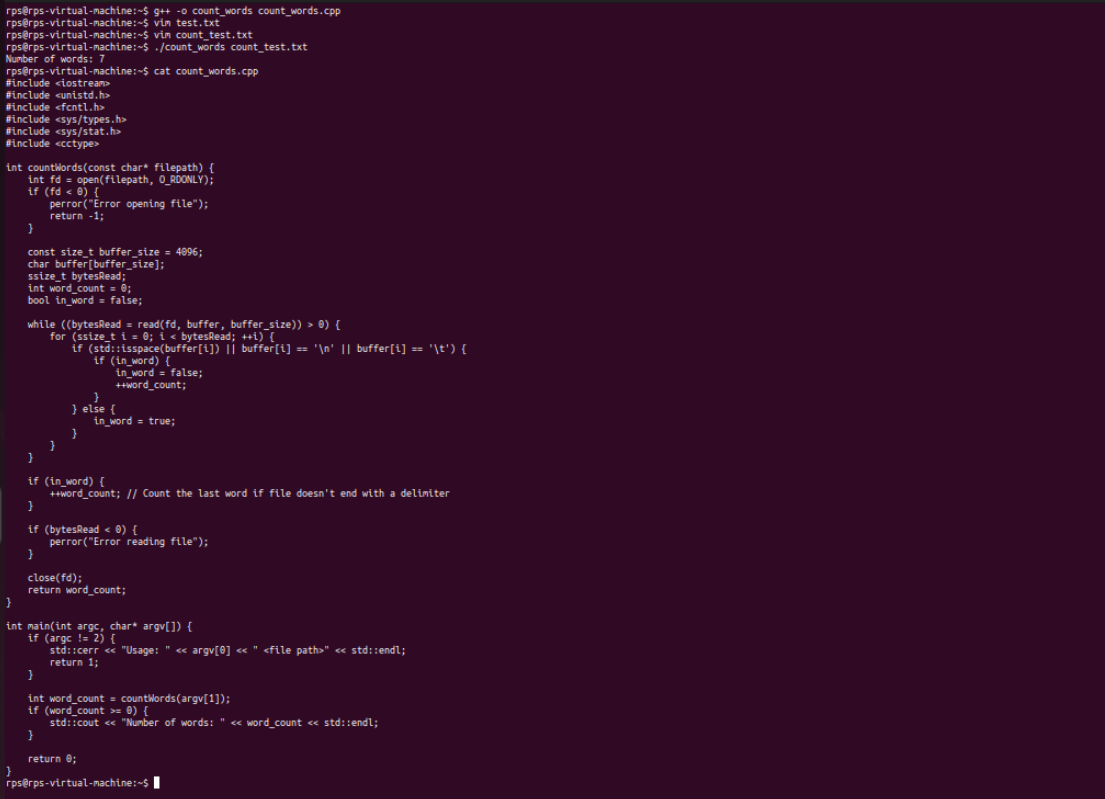 rps@rps-virtual-machine:~$ g++ -o count_words count_words.cpp
rps@rps-virtual-machine:~$ vim test.txt
rps@rps-virtual-machine:~$ vim count_test.txt
rps@rps-virtual-machine:~$ ./count_words count_test.txt
Number of words: 7
rps@rps-virtual-machine:~$ cat count_words.cpp
#include <iostream>
#include <unistd.h>
#include <fcntl.h>
#include <sys/types.h>
#include <sys/stat.h>
#include <cctype>

int countWords(const char* filepath) {
    int fd = open(filepath, O_RDONLY);
    if (fd < 0) {
        perror("Error opening file");
        return -1;
    }

    const size_t buffer_size = 4096;
    char buffer[buffer_size];
    ssize_t bytesRead;
    int word_count = 0;
    bool in_word = false;

    while ((bytesRead = read(fd, buffer, buffer_size)) > 0) {
        for (ssize_t i = 0; i < bytesRead; ++i) {
            if (std::isspace(buffer[i]) || buffer[i] == '\n' || buffer[i] == '\t') {
                if (in_word) {
                    in_word = false;
                    ++word_count;
                }
            } else {
                in_word = true;
            }
        }
    }

    if (in_word) {
        ++word_count; // Count the last word if file doesn't end with a delimiter
    }

    if (bytesRead < 0) {
        perror("Error reading file");
    }

    close(fd);
    return word_count;
}

int main(int argc, char* argv[]) {
    if (argc != 2) {
        std::cerr << "Usage: " << argv[0] << " <file path>" << std::endl;
        return 1;
    }

    int word_count = countWords(argv[1]);
    if (word_count >= 0) {
        std::cout << "Number of words: " << word_count << std::endl;
    }

    return 0;
}
rps@rps-virtual-machine:~$